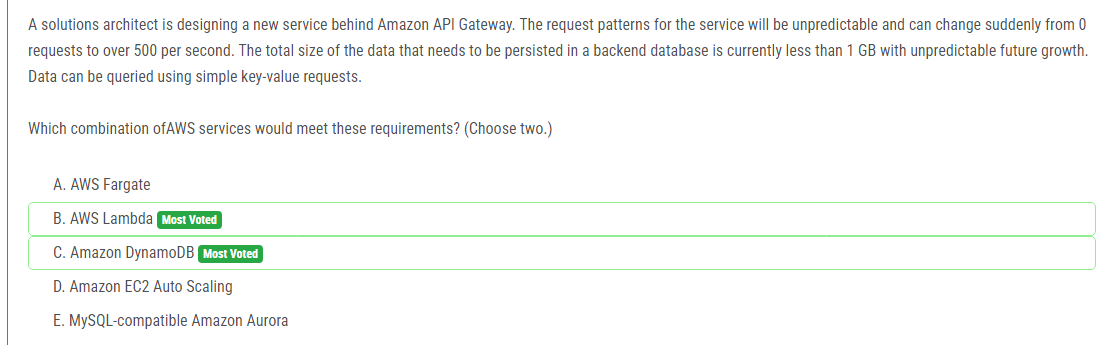 A solutions architect is designing a new service behind Amazon API Gateway. The request patterns for the service will be unpredictable and can change suddenly from 0
requests to over 500 per second. The total size of the data that needs to be persisted in a backend database is currently less than 1 GB with unpredictable future growth.
Data can be queried using simple key-value requests.
Which combination ofAWS services would meet these requirements? (Choose two.)
A. AWS Fargate
B. AWS Lambda Most Voted
C. Amazon DynamoDB Most Voted
D. Amazon EC2 Auto Scaling
E. MySQL-compatible Amazon Aurora